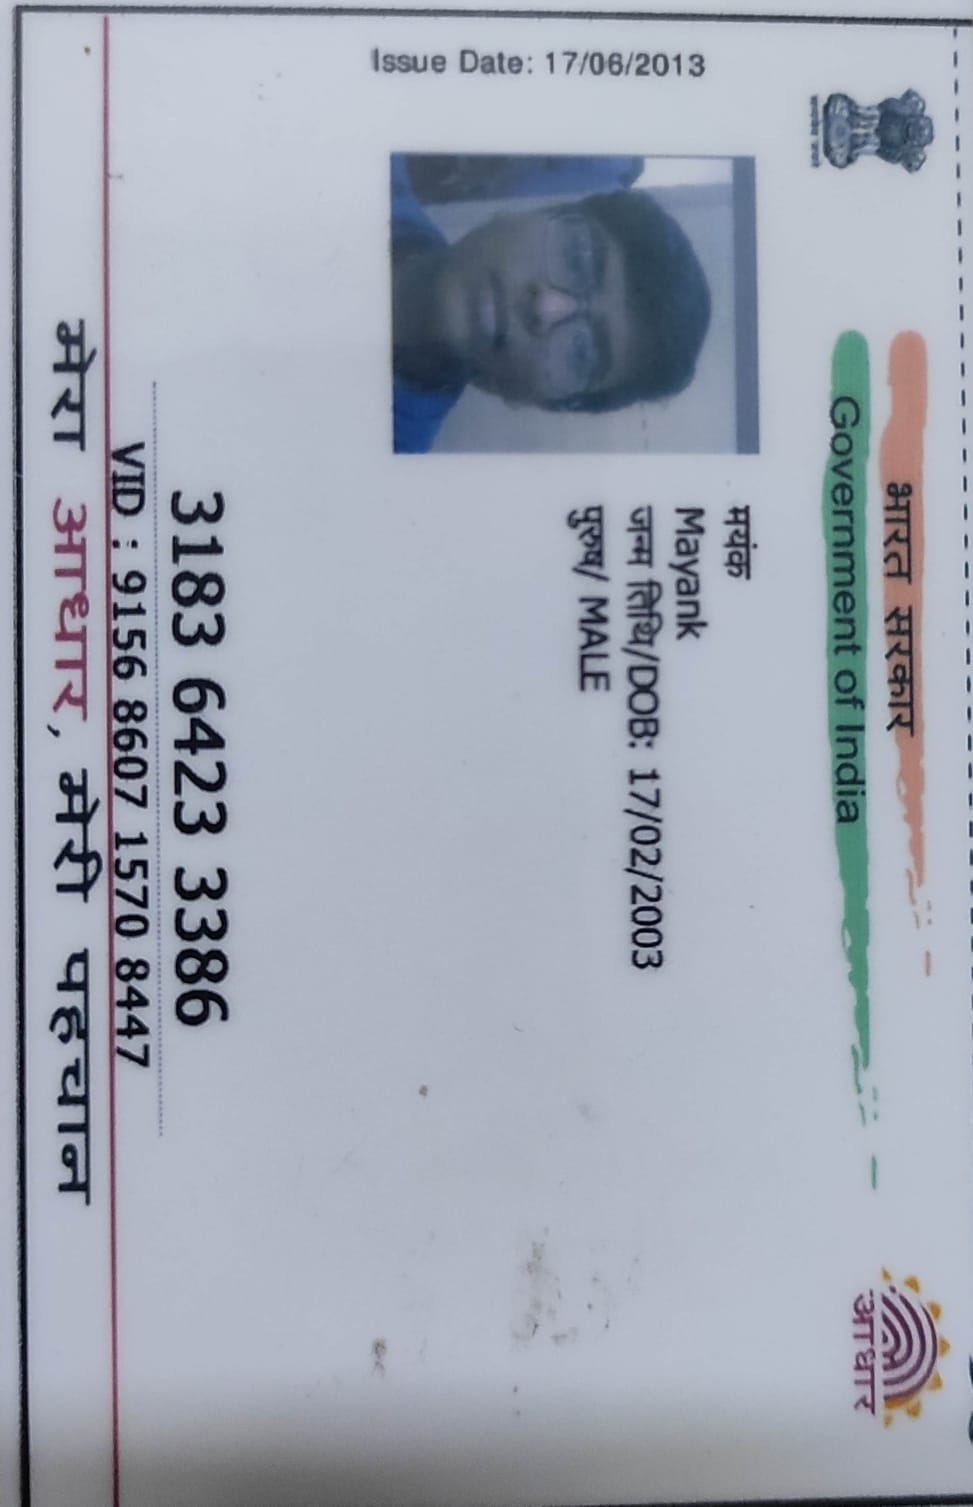 Issue Date: 17/06/2013
भारत सरकार
Government of India
आधार
मयंक
Mayank
जन्म तिथि/DOB: 17/02/2003
पुरुष/ MALE
3183 6423 3386
VID : 9156 8607 1570 8447
मेरा आधार, मेरी पहचान